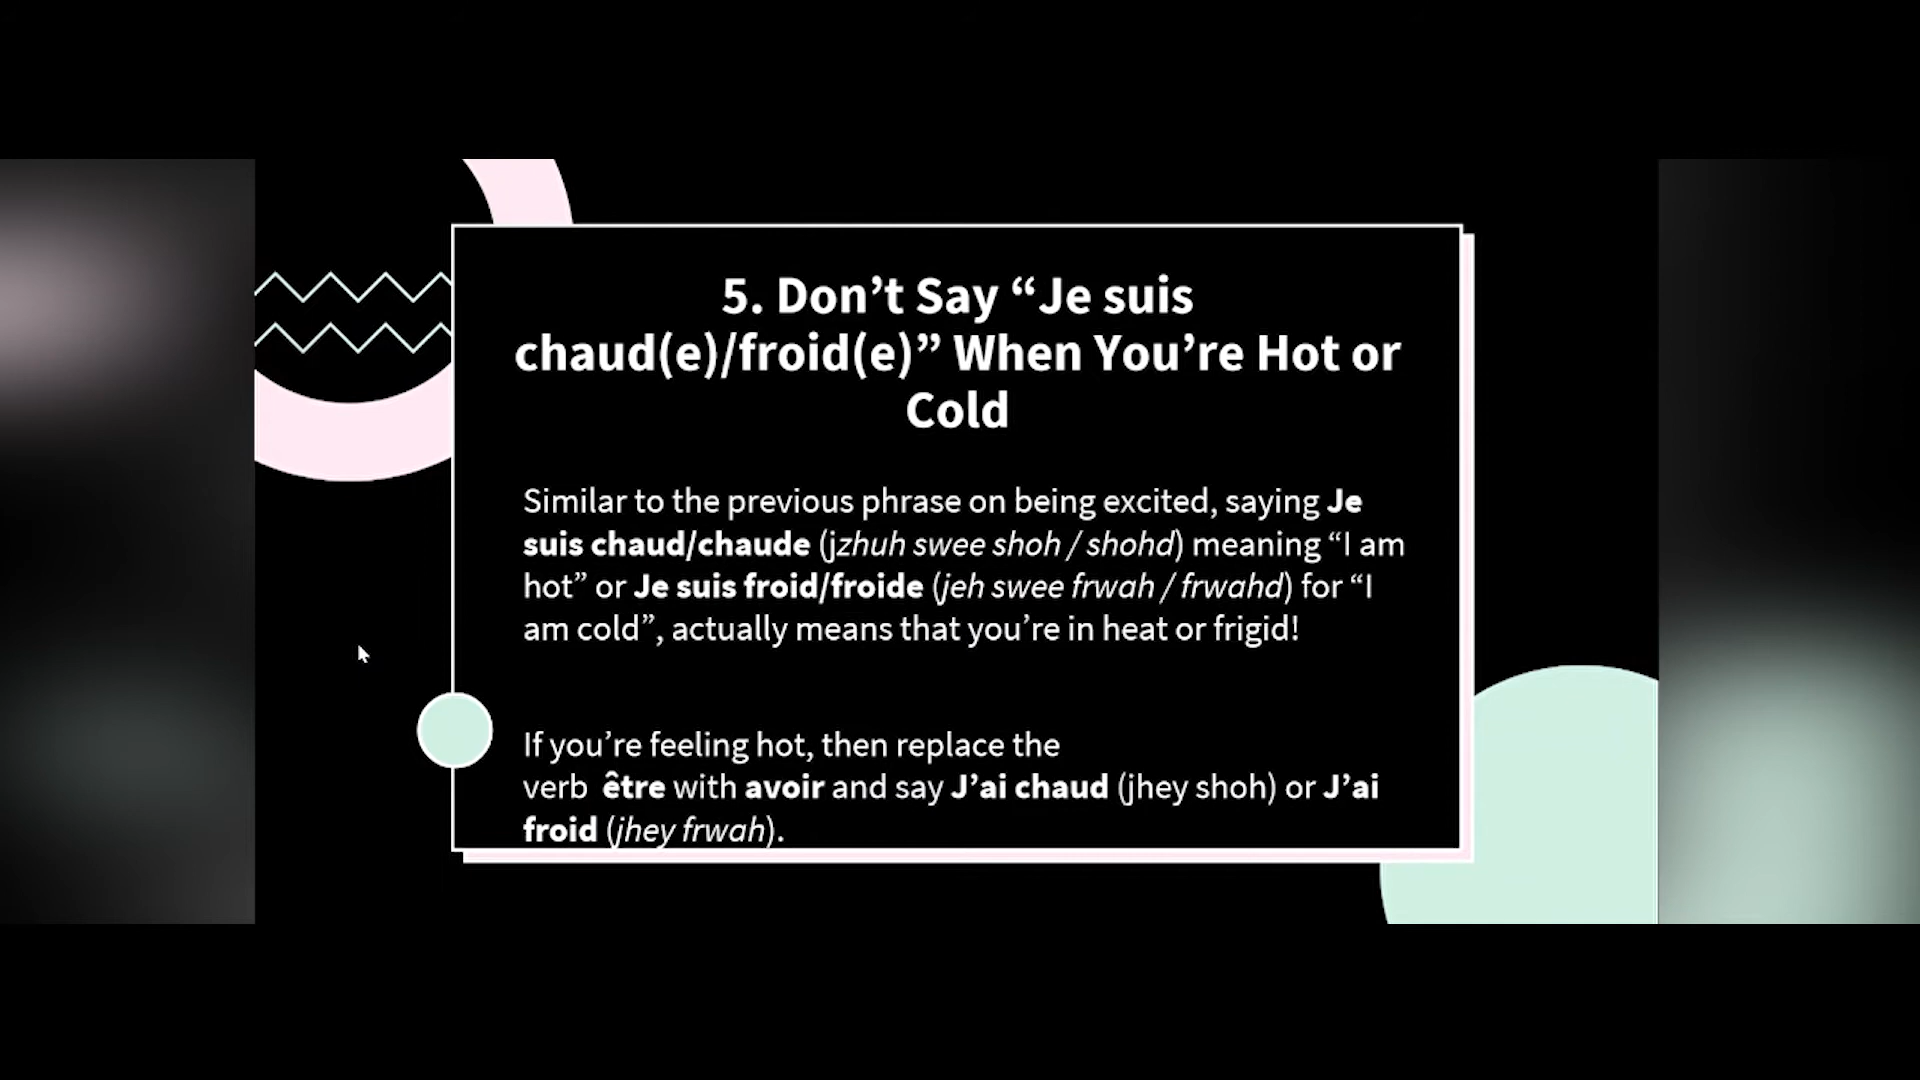 5. Don’t Say “Je suis
chaud(e)/froid(e)” When You’re Hot or
Cold
Similar to the previous phrase on being excited, saying Je
suis chaud/chaude (jzhuh swee shoh / shohd) meaning “I am
hot” or Je suis froid/froide (jeh swee frwah / frwahd) for “I
am cold”, actually means that you’re in heat or frigid!
If you’re feeling hot, then replace the
verb être with avoir and say J’ai chaud (jhey shoh) or J’ai
froid (jhey frwah).